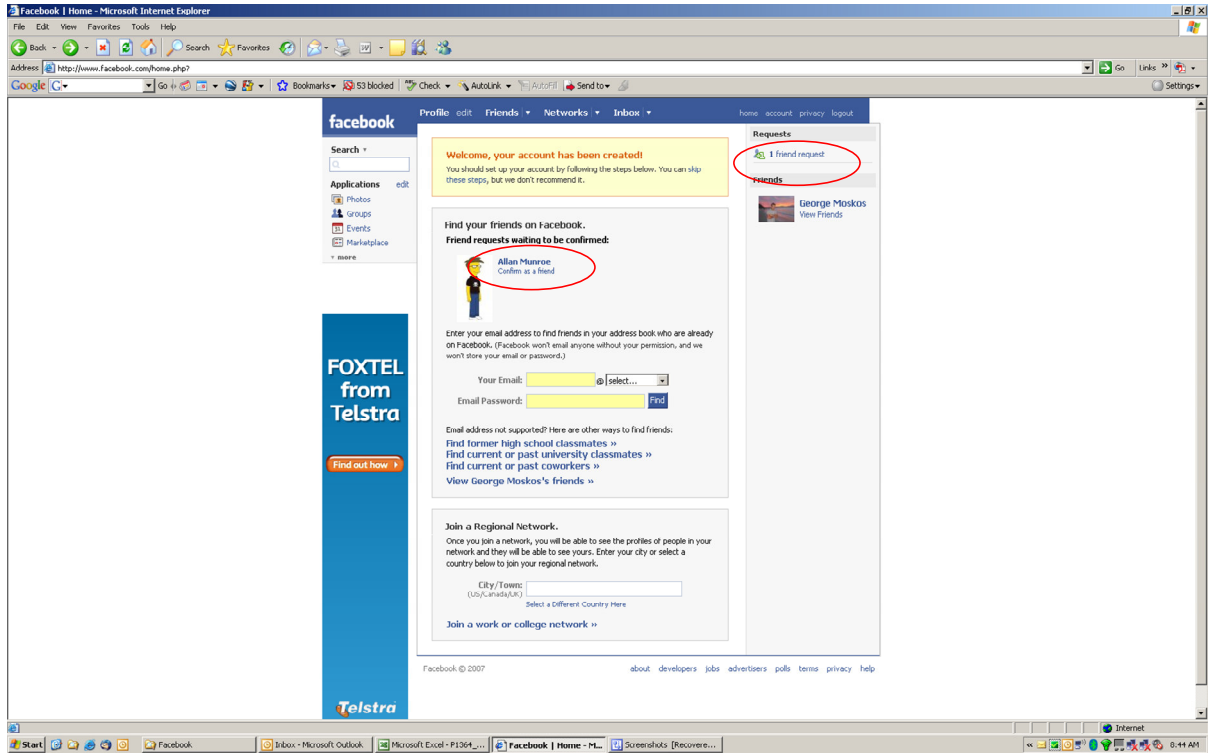 Facebook | Home - Microsoft Internet Explorer
File Edit View Favorites Tools Help
Back Search Favorites
Address http://www.facebook.com/home.php? Go Links »
Google G Go Bookmarks 53 blocked Check AutoLink AutoFill Send to Settings
facebook
Profile edit Friends Networks Inbox home account privacy logout
Search
Applications edit
Photos
Groups
Events
Marketplace
more
FOXTEL
from
Telstra
Find out how
Telstra
Welcome, your account has been created!
You should set up your account by following the steps below. You can skip
these steps, but we don't recommend it.
Find your friends on Facebook.
Friend requests waiting to be confirmed:
Allan Munroe
Confirm as a friend
Enter your email address to find friends in your address book who are already
on Facebook. (Facebook won't email anyone without your permission, and we
won't store your email or password.)
Your Email: @ select...
Email Password: Find
Email address not supported? Here are other ways to find friends:
Find former high school classmates »
Find current or past university classmates »
Find current or past coworkers »
View George Moskos's friends »
Join a Regional Network.
Once you join a network, you will be able to see the profiles of people in your
network and they will be able to see yours. Enter your city or select a
country below to join your regional network.
City/Town:
(US/Canada/UK)
Select a Different Country Here
Join a work or college network »
Requests
1 friend request
Friends
George Moskos
View Friends
Facebook © 2007 about developers jobs advertisers polls terms privacy help
Internet
Start Facebook Inbox - Microsoft Outlook Microsoft Excel - P1364_... Facebook | Home - M... Screenshots [Recovere... 8:44 AM